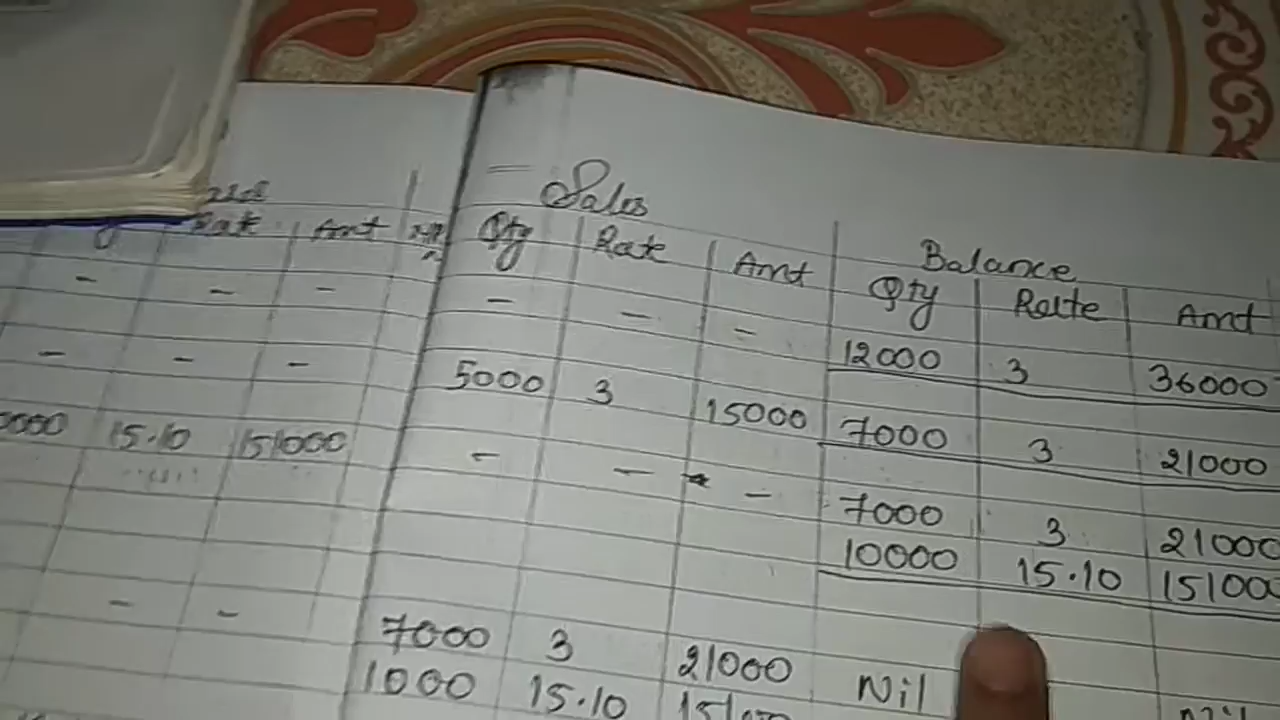 Sales
Rate Amt Qty Rate Amt Balance
Qty Rate Amt
- - - - - - 12000 3 36000
- - - 5000 3 15000 7000 3 21000
15.10 151000 - - - 7000 3 21000
10000 15.10
- - 7000 3 21000 Nil
1000 15.10